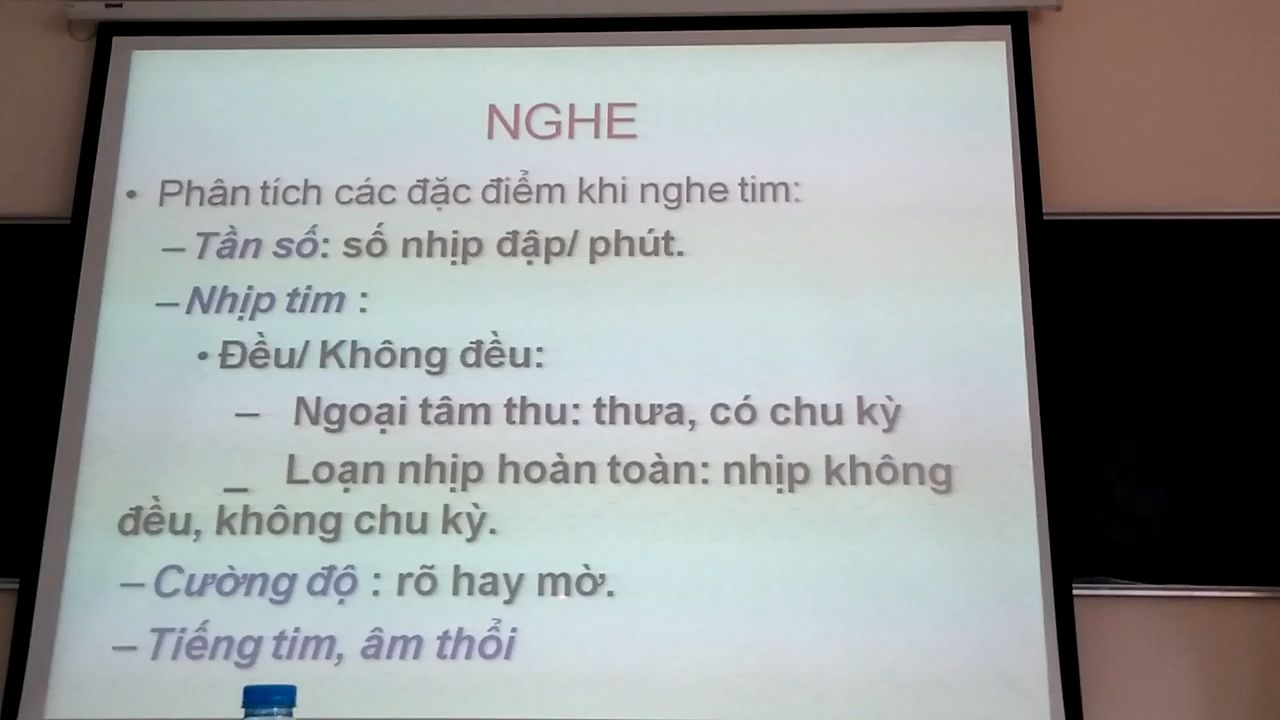 NGHE
• Phân tích các đặc điểm khi nghe tim:
– Tần số: số nhịp đập/ phút.
– Nhịp tim :
• Đều/ Không đều:
– Ngoại tâm thu: thưa, có chu kỳ
_ Loạn nhịp hoàn toàn: nhịp không
đều, không chu kỳ.
– Cường độ : rõ hay mờ.
– Tiếng tim, âm thổi